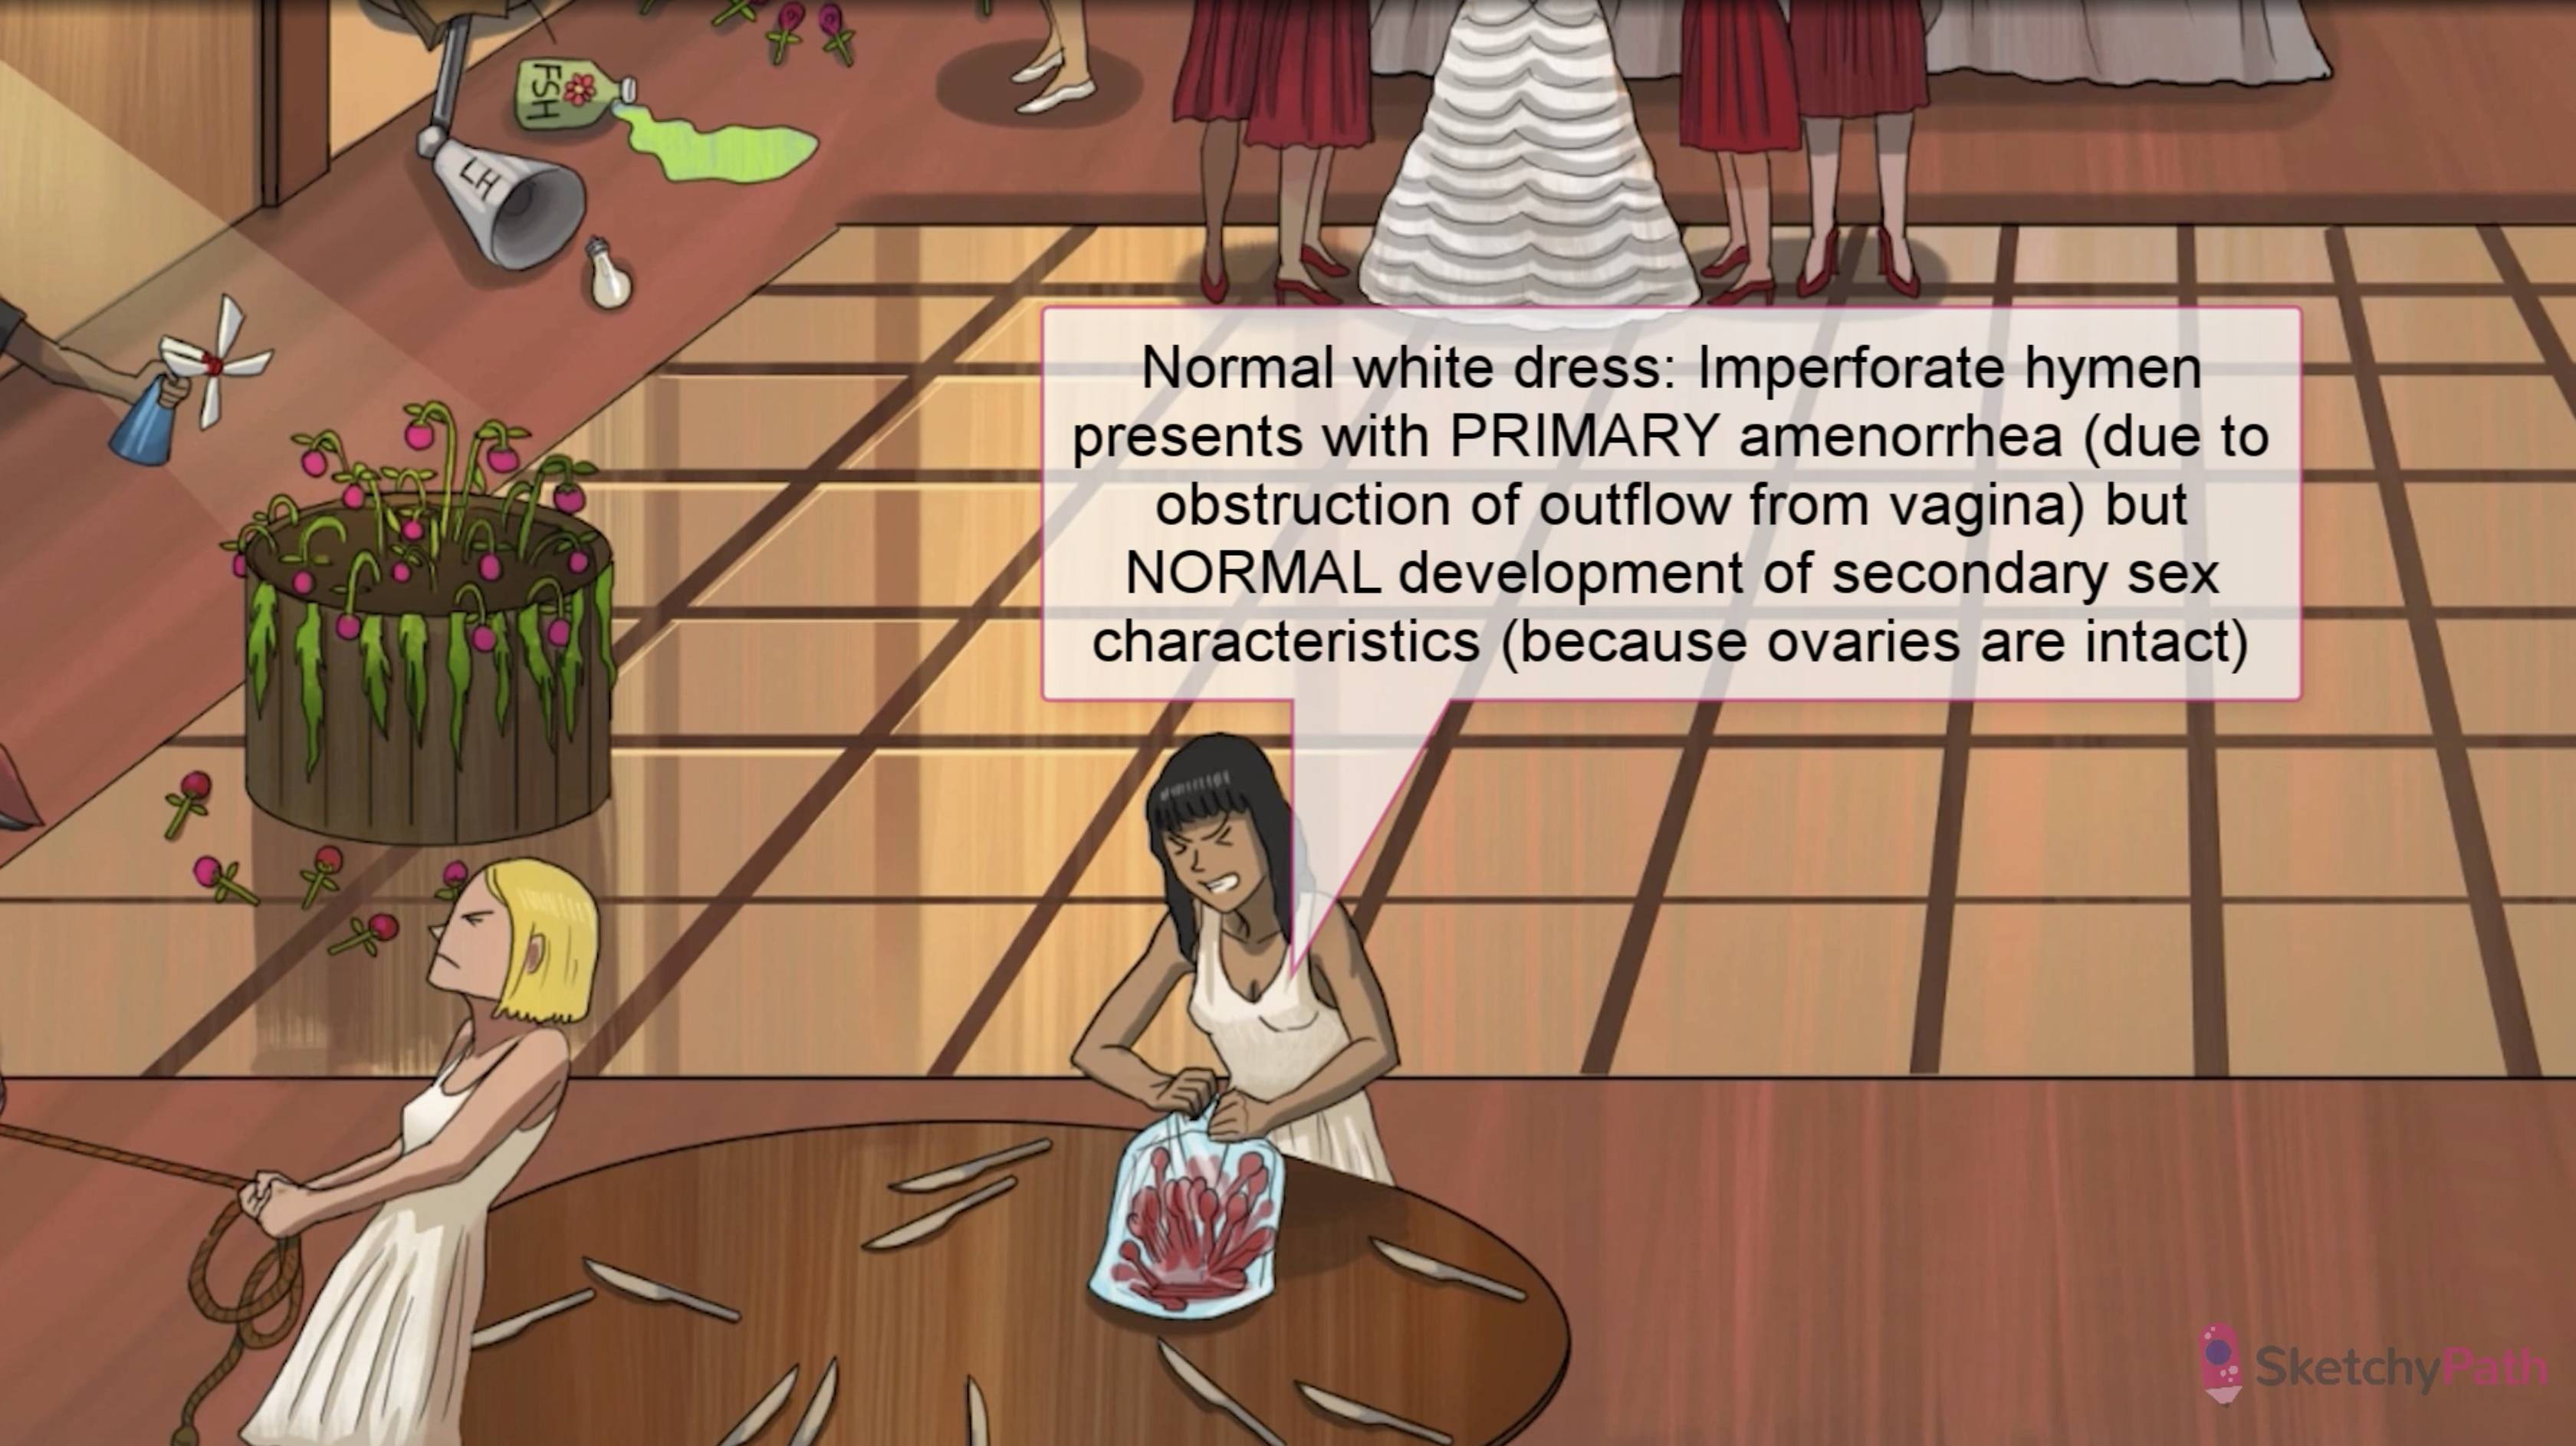 FSH
LH
Normal white dress: Imperforate hymen
presents with PRIMARY amenorrhea (due to
obstruction of outflow from vagina) but
NORMAL development of secondary sex
characteristics (because ovaries are intact)
SketchyPath